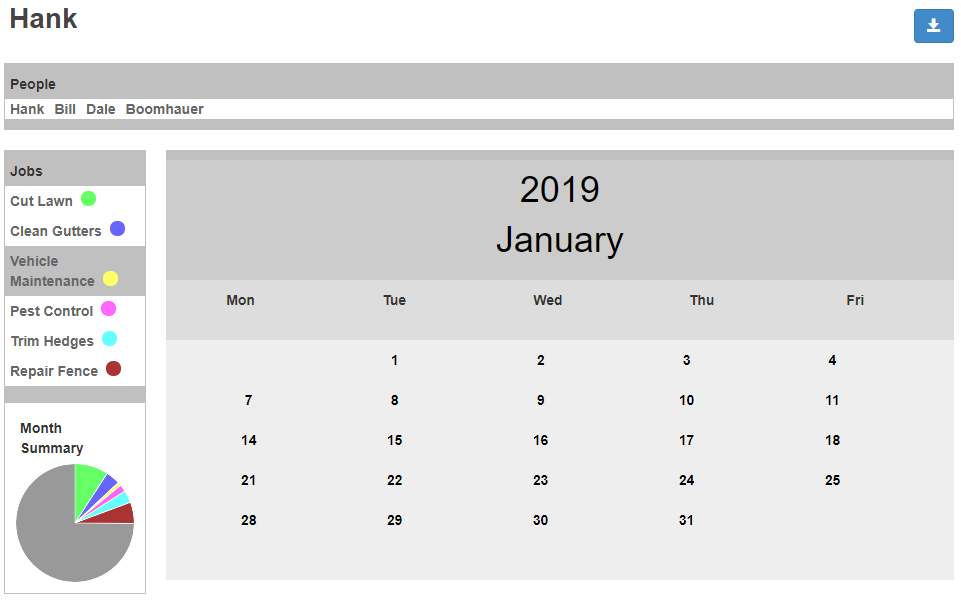 Hank
People
Hank Bill Dale Boomhauer
Jobs
Cut Lawn
Clean Gutters
Vehicle
Maintenance
Pest Control
Trim Hedges
Repair Fence
Month
Summary
2019
January
Mon Tue Wed Thu Fri
1 2 3 4
7 8 9 10 11
14 15 16 17 18
21 22 23 24 25
28 29 30 31